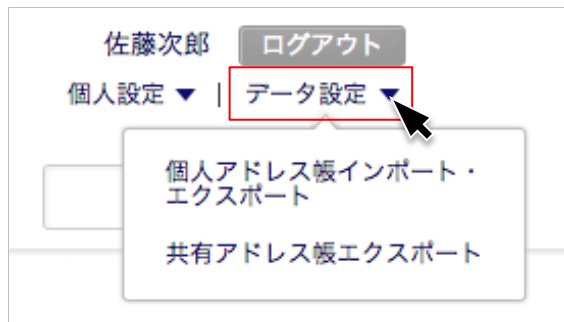 佐藤次郎 ログアウト
個人設定 ▼ | データ設定 ▼
個人アドレス帳インポート・
エクスポート
共有アドレス帳エクスポート